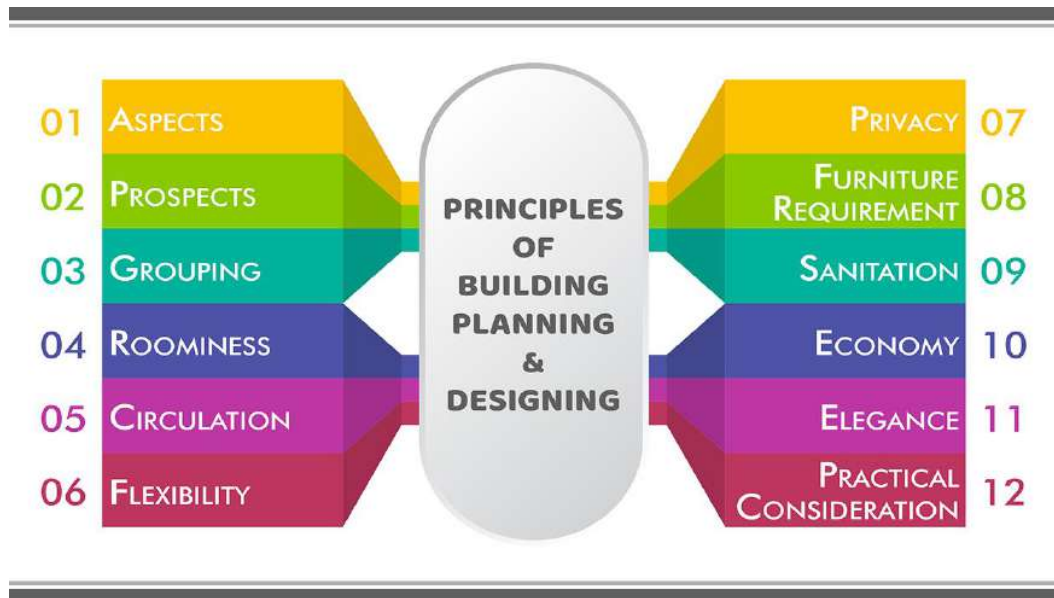 01 ASPECTS
02 PROSPECTS
03 GROUPING
04 ROOMINESS
05 CIRCULATION
06 FLEXIBILITY
PRINCIPLES
OF
BUILDING
PLANNING
&
DESIGNING
PRIVACY 07
FURNITURE
REQUIREMENT 08
SANITATION 09
ECONOMY 10
ELEGANCE 11
PRACTICAL
CONSIDERATION 12